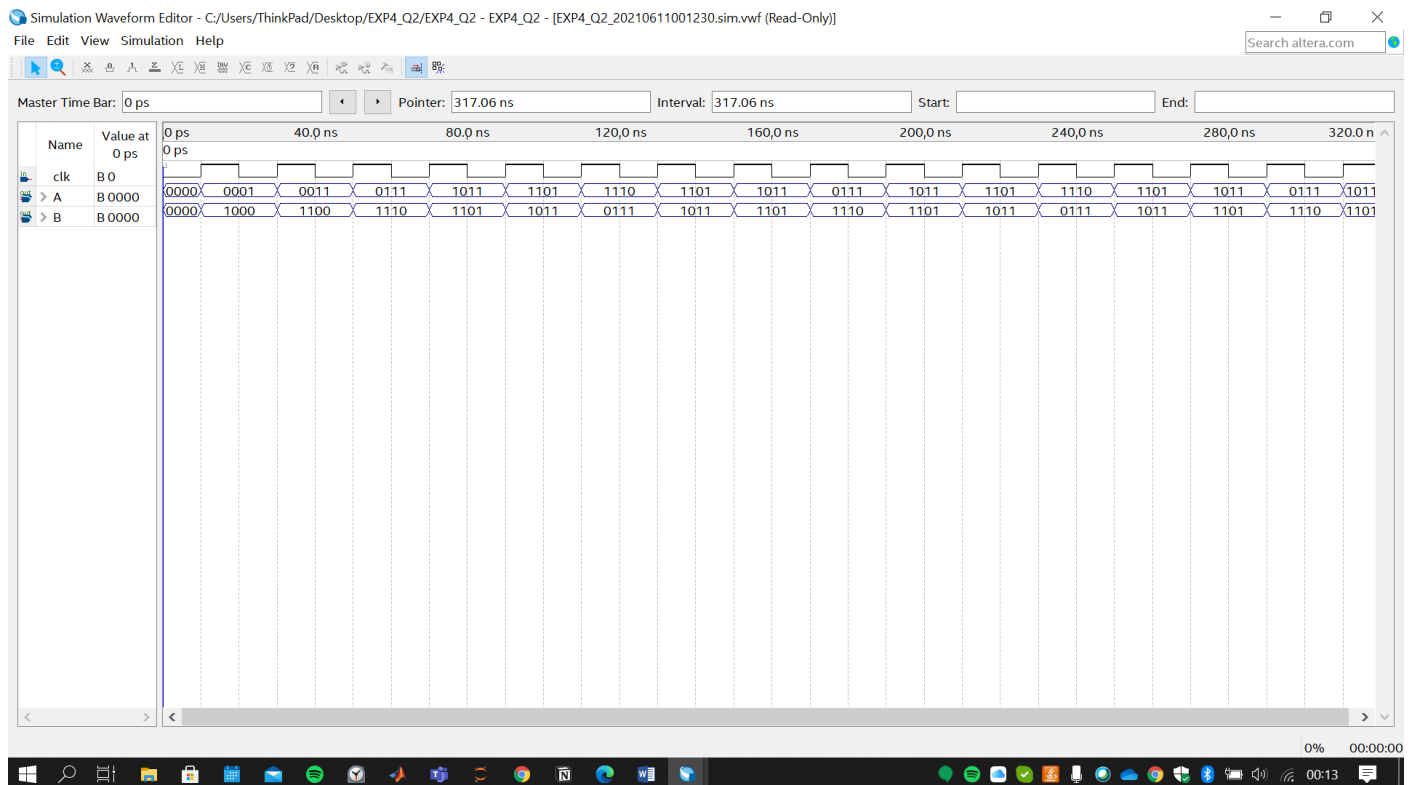 Simulation Waveform Editor - C:/Users/ThinkPad/Desktop/EXP4_Q2/EXP4_Q2 - EXP4_Q2 - [EXP4_Q2_20210611001230.sim.vwf (Read-Only)]
File Edit View Simulation Help
Search altera.com
Master Time Bar: 0 ps Pointer: 317.06 ns Interval: 317.06 ns Start: End:
Name Value at 0 ps
0 ps 40.0 ns 80.0 ns 120,0 ns 160,0 ns 200,0 ns 240,0 ns 280,0 ns 320.0 n
0 ps
clk B 0
A B 0000 0000 0001 0011 0111 1011 1101 1110 1101 1011 0111 1011 1101 1110 1101 1011 0111 1011
B B 0000 0000 1000 1100 1110 1101 1011 0111 1011 1101 1110 1101 1011 0111 1011 1101 1110 1101
0% 00:00:00
00:13